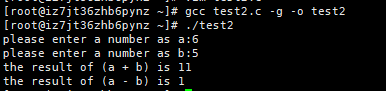 [root@iz7jt36zhb6pynz ~]# gcc test2.c -g -o test2
[root@iz7jt36zhb6pynz ~]# ./test2
please enter a number as a:6
please enter a number as b:5
the result of (a + b) is 11
the result of (a - b) is 1